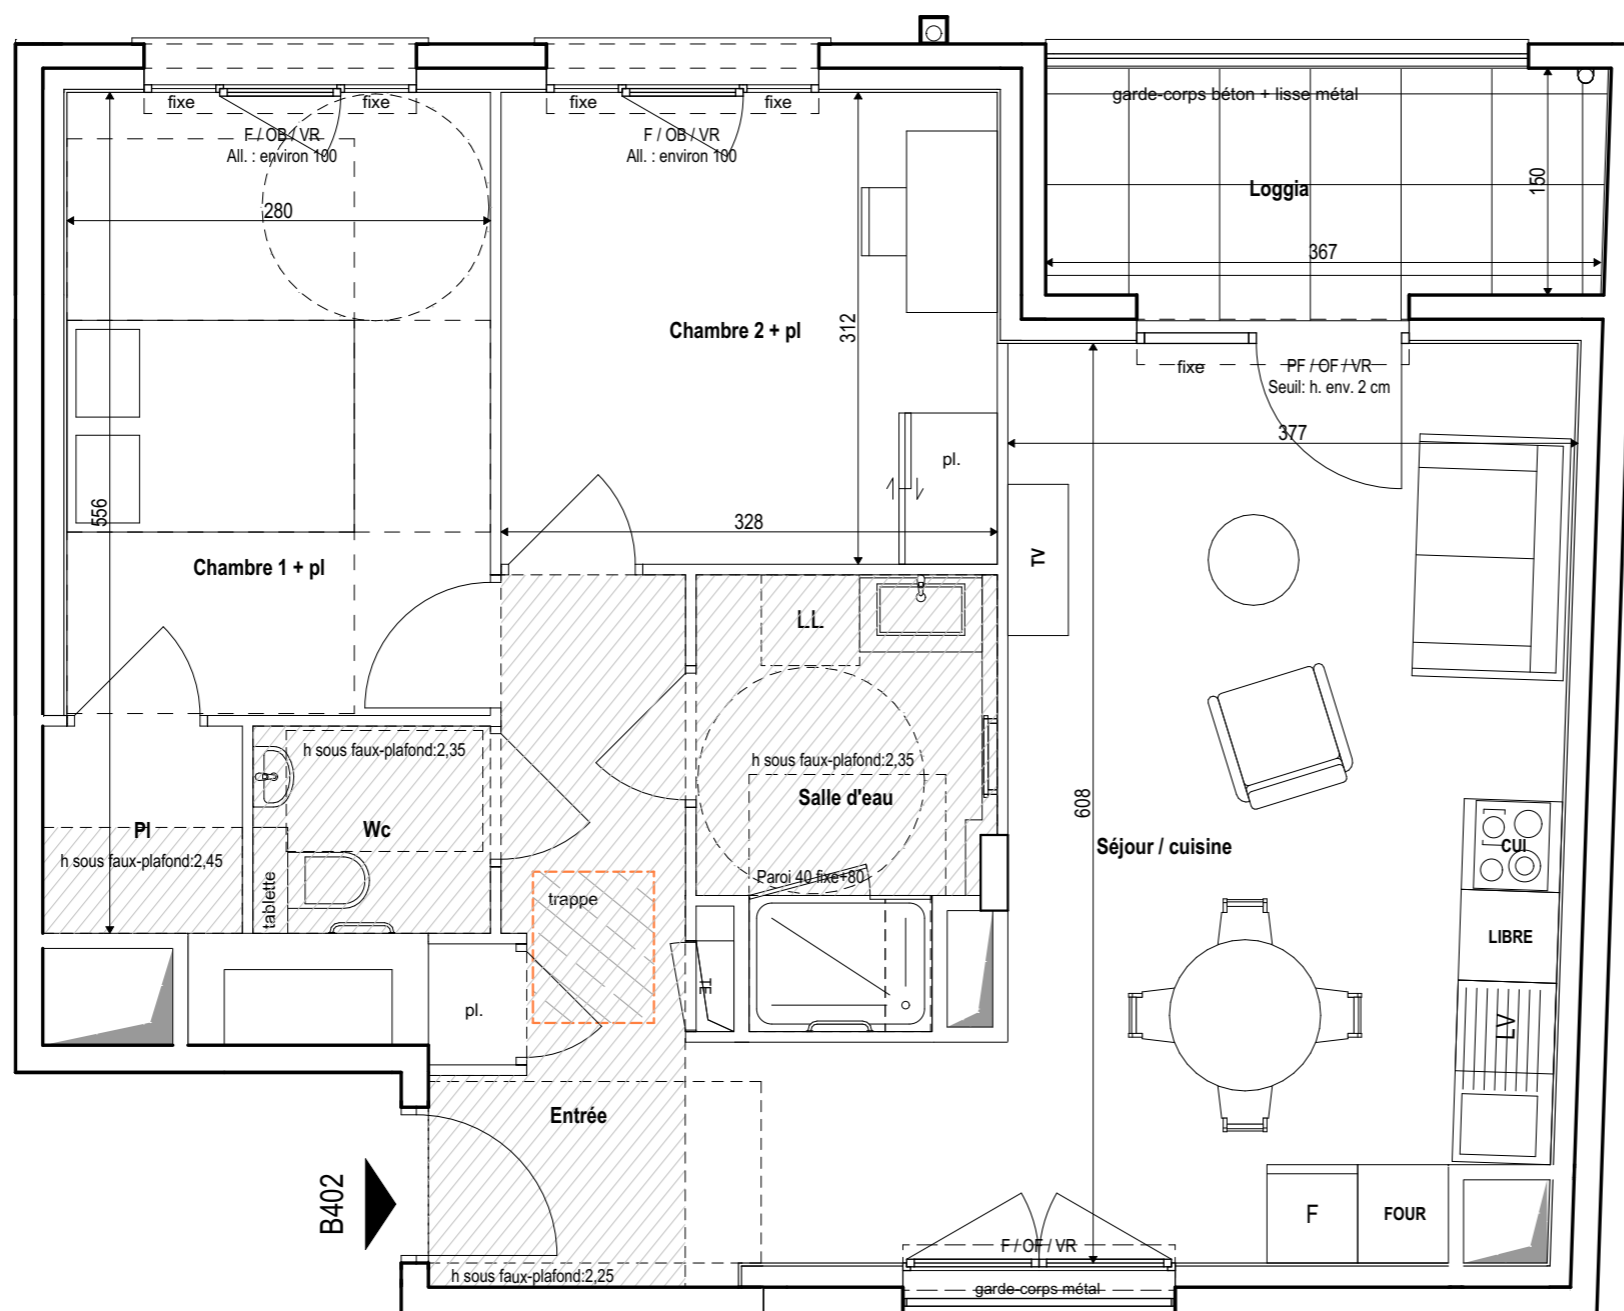 fixe
fixe
F / OB / VR
All. : environ 100
280
556
Chambre 1 + pl
fixe
fixe
F / OB / VR
All. : environ 100
Chambre 2 + pl
312
328
pl.
garde-corps béton + lisse métal
Loggia
150
367
fixe
PF / OF / VR
Seuil: h. env. 2 cm
377
TV
608
Séjour / cuisine
L.L.
h sous faux-plafond:2,35
Salle d'eau
Paroi 40 fixe+80
h sous faux-plafond:2,35
Wc
tablette
Pl
h sous faux-plafond:2,45
trappe
TE
pl.
CUI
LIBRE
LV
F
FOUR
Entrée
B402
h sous faux-plafond:2,25
F / OF / VR
garde-corps métal